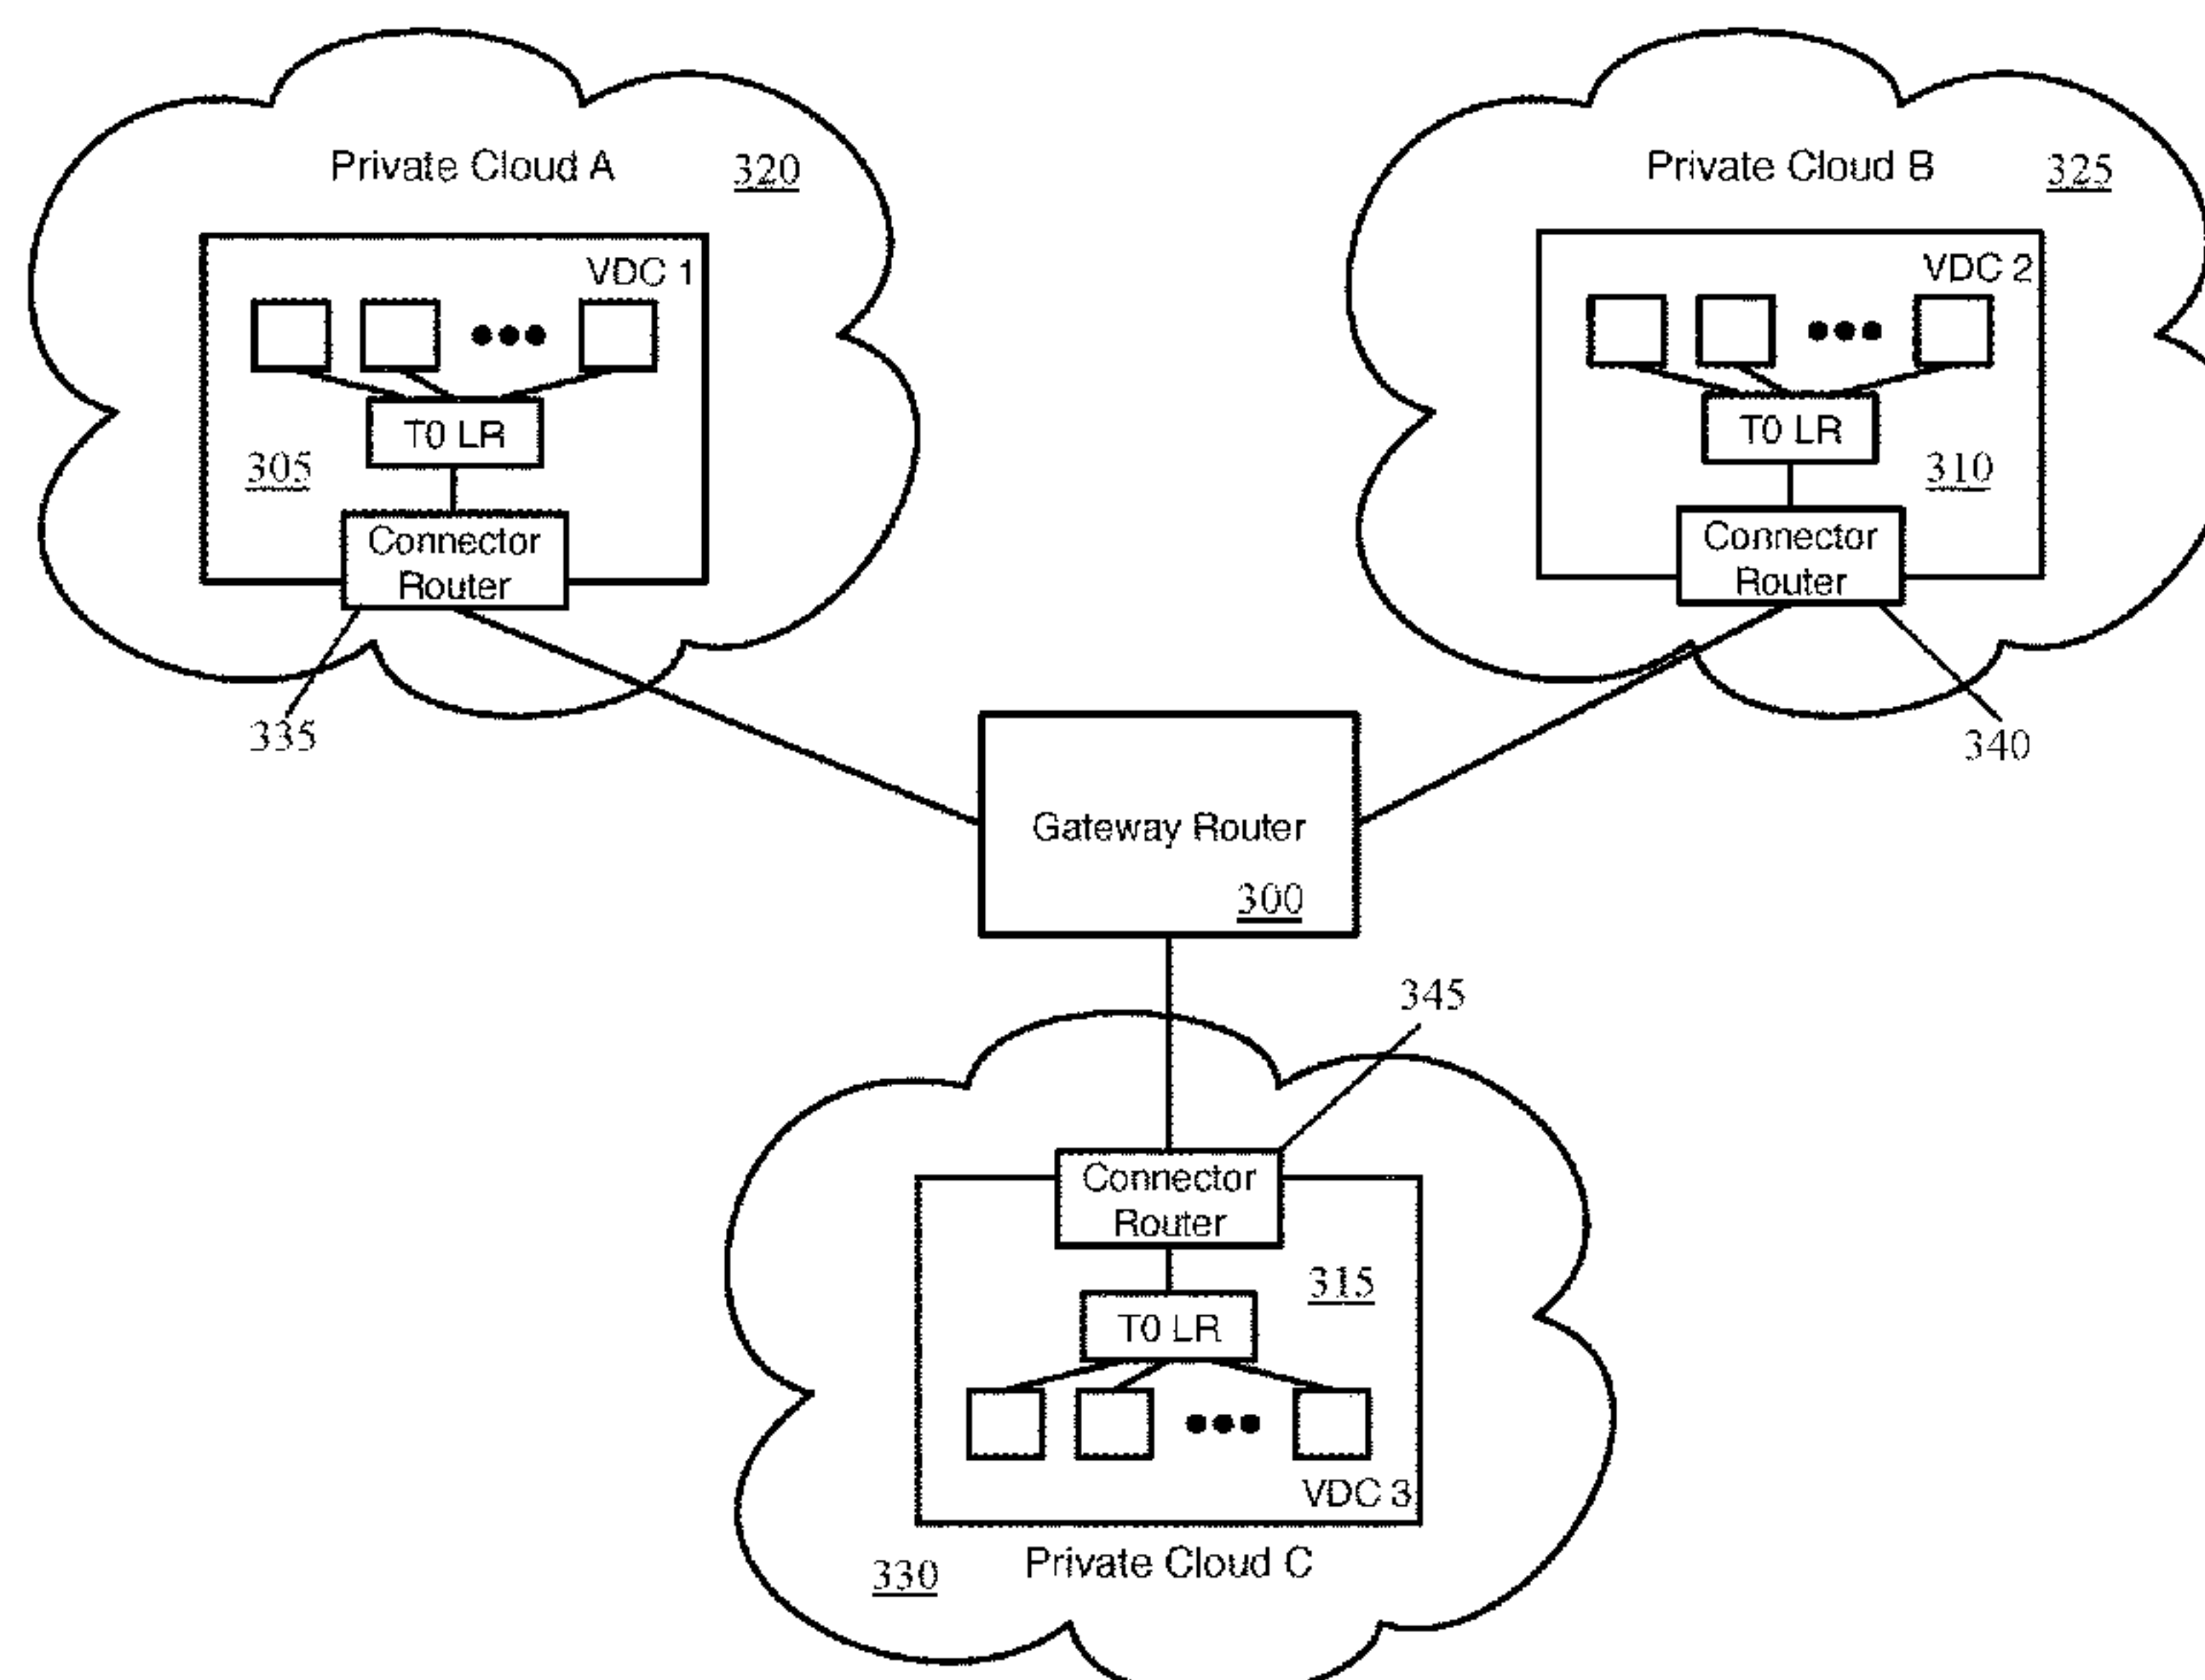 Private Cloud A
320
VDC 1
T0 LR
305
Connector
Router
335
Private Cloud B
325
VDC 2
T0 LR
310
Connector
Router
340
Gateway Router
300
345
Connector
Router
315
T0 LR
VDC 3
330
Private Cloud C